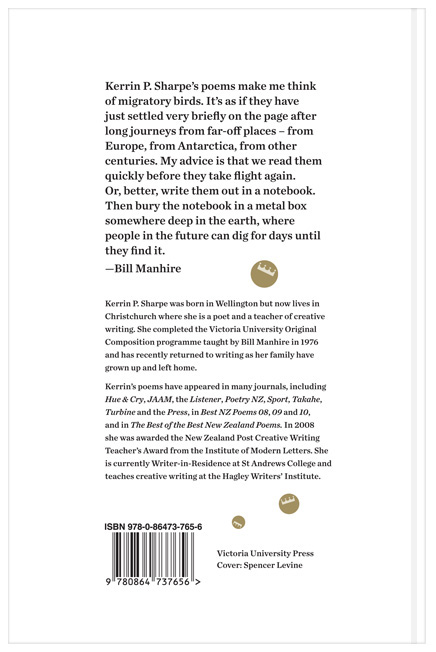 Kerrin P. Sharpe’s poems make me think
of migratory birds. It’s as if they have
just settled very briefly on the page after
long journeys from far-off places – from
Europe, from Antarctica, from other
centuries. My advice is that we read them
quickly before they take flight again.
Or, better, write them out in a notebook.
Then bury the notebook in a metal box
somewhere deep in the earth, where
people in the future can dig for days until
they find it.
—Bill Manhire
Kerrin P. Sharpe was born in Wellington but now lives in
Christchurch where she is a poet and a teacher of creative
writing. She completed the Victoria University Original
Composition programme taught by Bill Manhire in 1976
and has recently returned to writing as her family have
grown up and left home.
Kerrin’s poems have appeared in many journals, including
Hue & Cry, JAAM, the Listener, Poetry NZ, Sport, Takahe,
Turbine and the Press, in Best NZ Poems 08, 09 and 10,
and in The Best of the Best New Zealand Poems. In 2008
she was awarded the New Zealand Post Creative Writing
Teacher’s Award from the Institute of Modern Letters. She
is currently Writer-in-Residence at St Andrews College and
teaches creative writing at the Hagley Writers’ Institute.
ISBN 978-0-86473-765-6
9 780864 737656 >
Victoria University Press
Cover: Spencer Levine